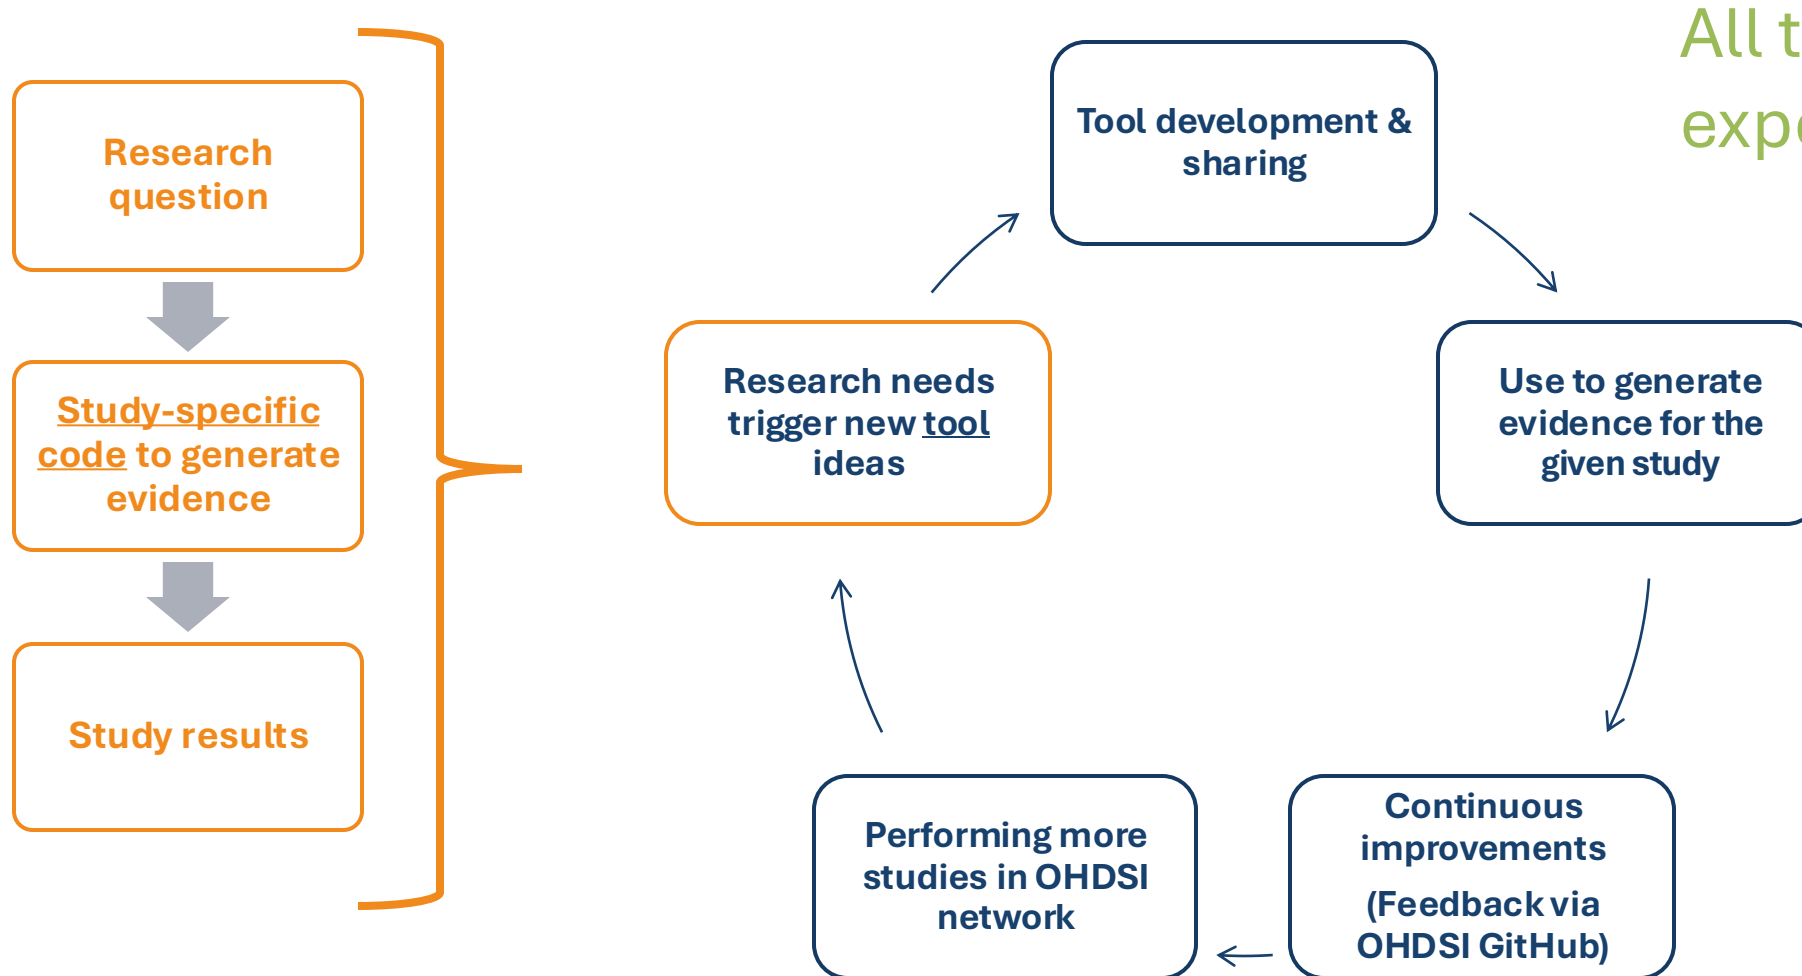 Research
question
Study-specific
code to generate
evidence
Study results
Tool development &
sharing
Research needs
trigger new tool
ideas
Use to generate
evidence for the
given study
Performing more
studies in OHDSI
network
Continuous
improvements
(Feedback via
OHDSI GitHub)
All